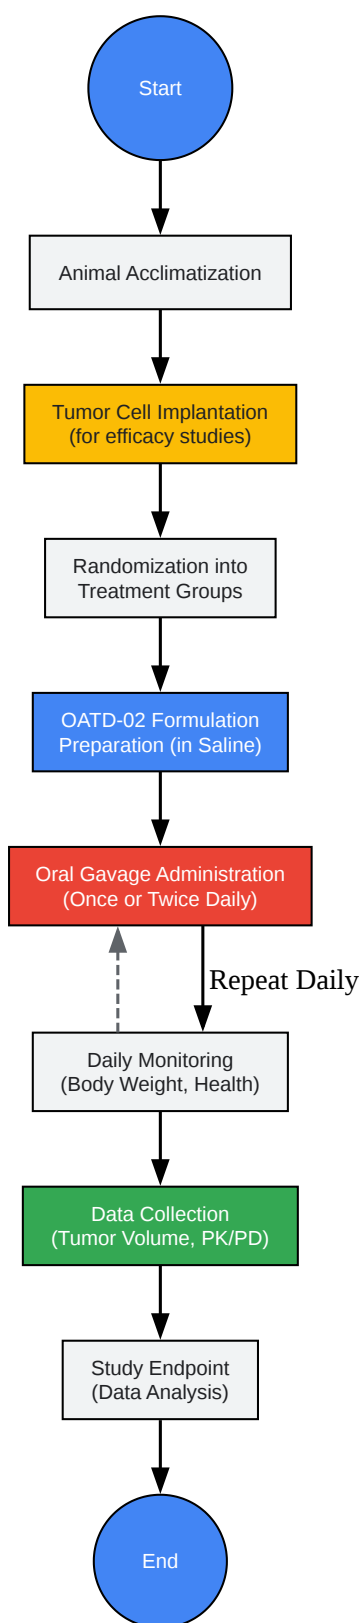 Start
Animal Acclimatization
Tumor Cell Implantation
(for efficacy studies)
Randomization into
Treatment Groups
OATD-02 Formulation
Preparation (in Saline)
Oral Gavage Administration
(Once or Twice Daily)
Repeat Daily
Daily Monitoring
(Body Weight, Health)
Data Collection
(Tumor Volume, PK/PD)
Study Endpoint
(Data Analysis)
End